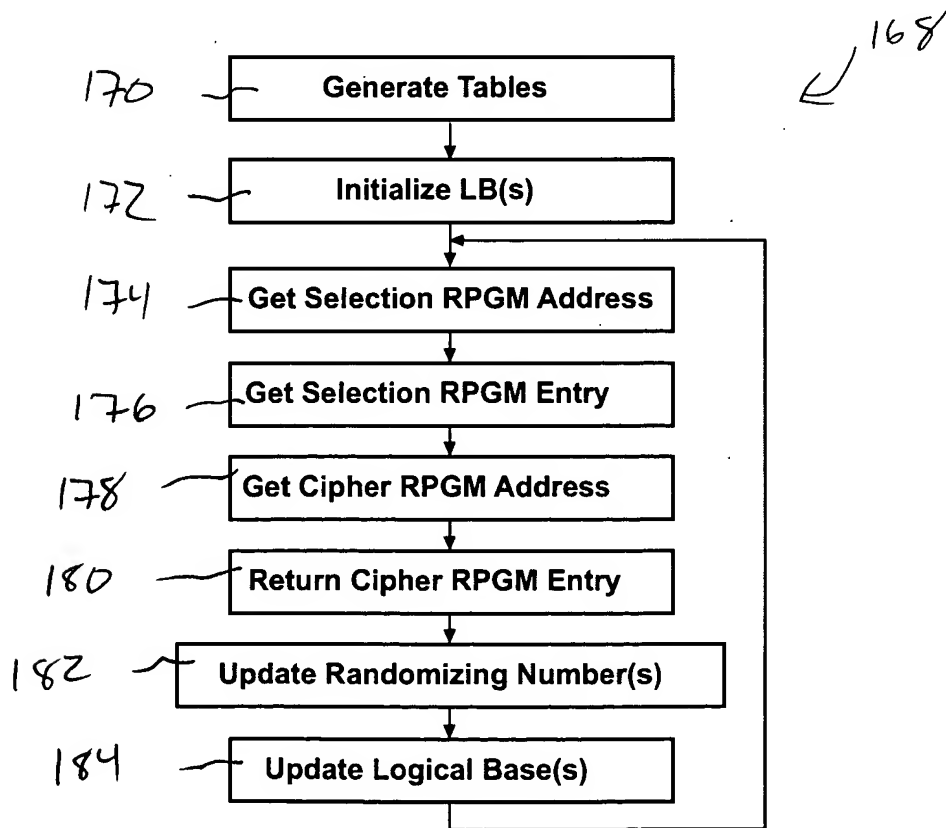 168
170 Generate Tables
172 Initialize LB(s)
174 Get Selection RPGM Address
176 Get Selection RPGM Entry
178 Get Cipher RPGM Address
180 Return Cipher RPGM Entry
182 Update Randomizing Number(s)
184 Update Logical Base(s)